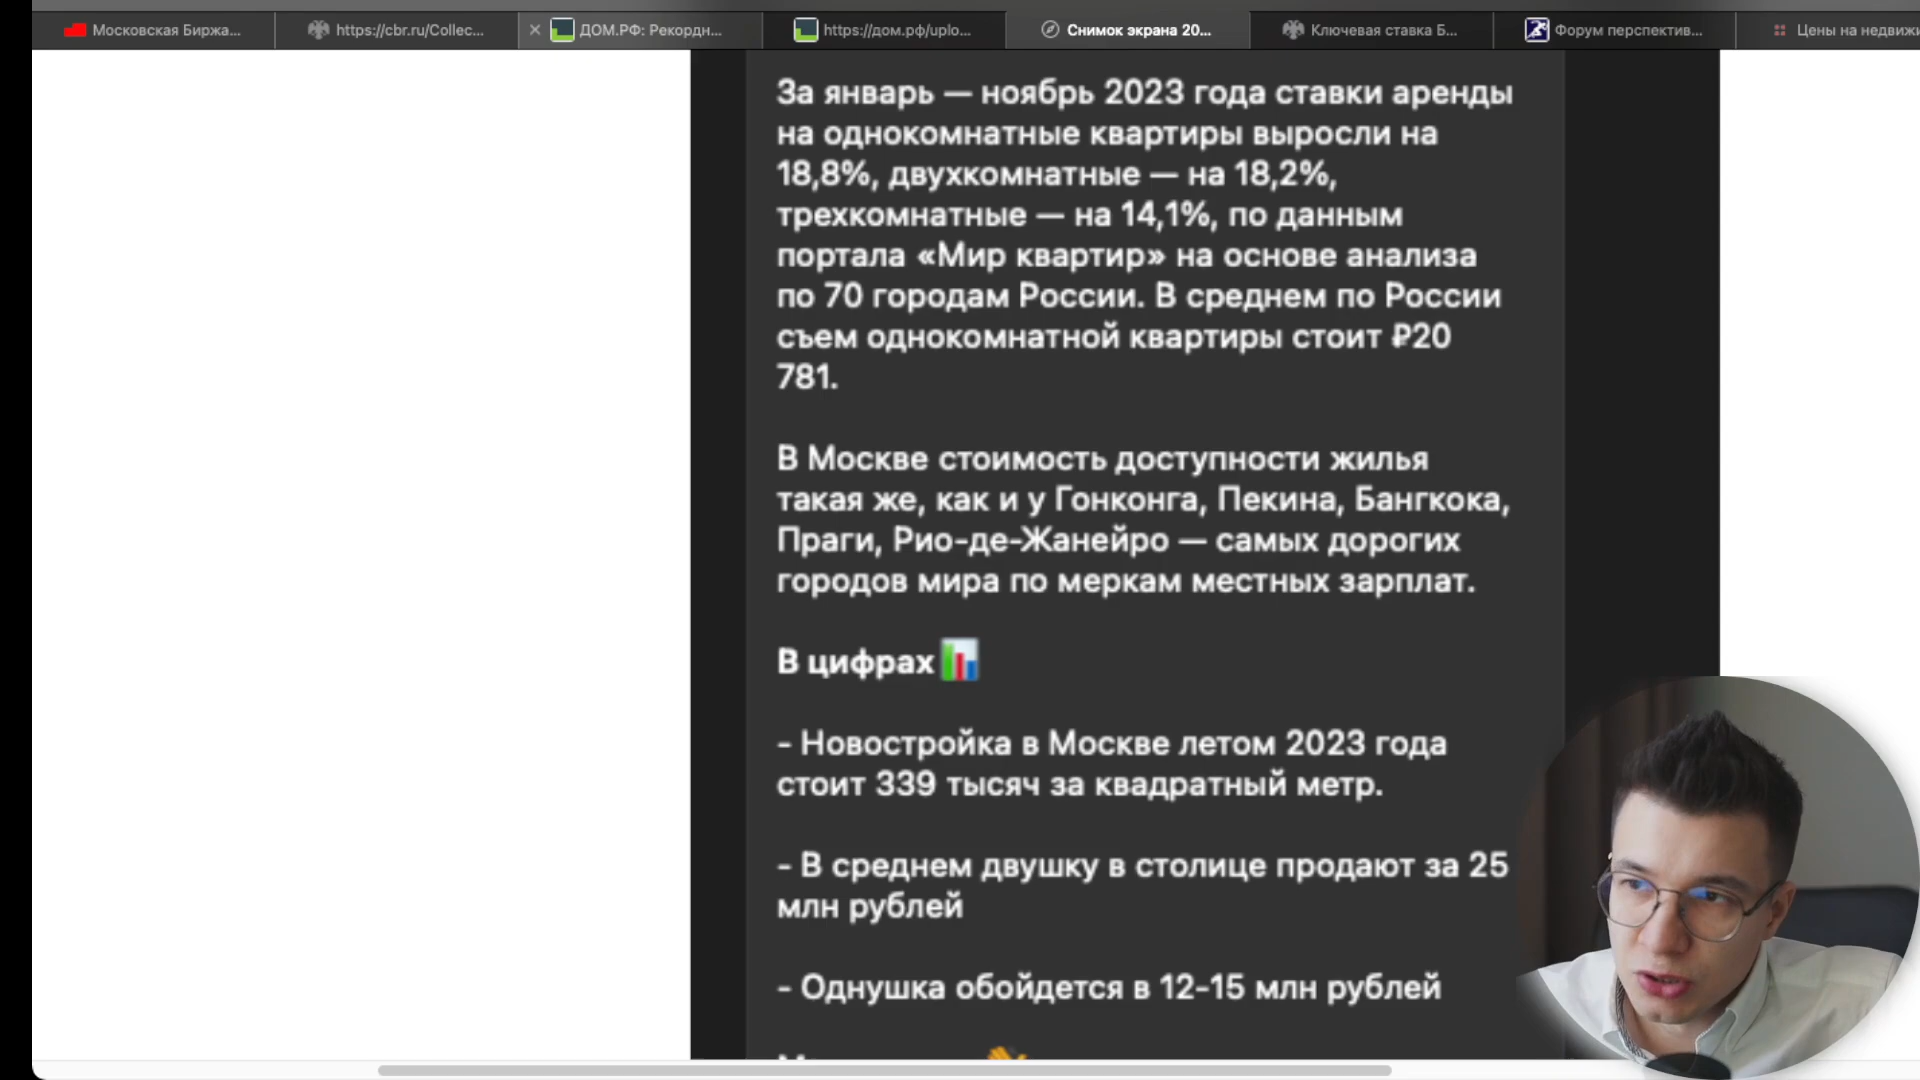 Московская Биржа...
https://cbr.ru/Collec...
ДОМ.РФ: Рекордн...
https://дом.рф/uplo...
Снимок экрана 20...
Ключевая ставка Б...
Форум перспектив...
Цены на недвижи
За январь — ноябрь 2023 года ставки аренды
на однокомнатные квартиры выросли на
18,8%, двухкомнатные — на 18,2%,
трехкомнатные — на 14,1%, по данным
портала «Мир квартир» на основе анализа
по 70 городам России. В среднем по России
съем однокомнатной квартиры стоит ₽20
781.
В Москве стоимость доступности жилья
такая же, как и у Гонконга, Пекина, Бангкока,
Праги, Рио-де-Жанейро — самых дорогих
городов мира по меркам местных зарплат.
В цифрах
- Новостройка в Москве летом 2023 года
стоит 339 тысяч за квадратный метр.
- В среднем двушку в столице продают за 25
млн рублей
- Однушка обойдется в 12-15 млн рублей